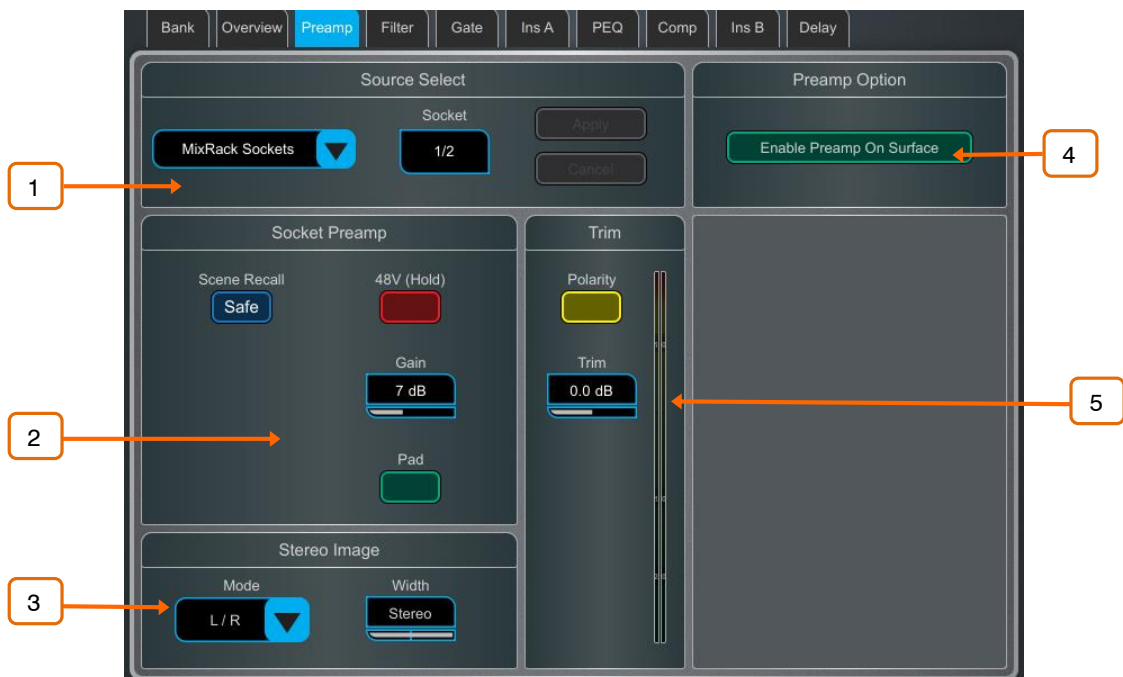 Bank Overview Preamp Filter Gate Ins A PEQ Comp Ins B Delay
Source Select
Preamp Option
Socket
MixRack Sockets
1/2
Apply
Cancel
Enable Preamp On Surface
4
1
Socket Preamp
Trim
Scene Recall
48V (Hold)
Polarity
Safe
Gain
Trim
7 dB
0.0 dB
5
2
Pad
Stereo Image
Mode
Width
3
L / R
Stereo